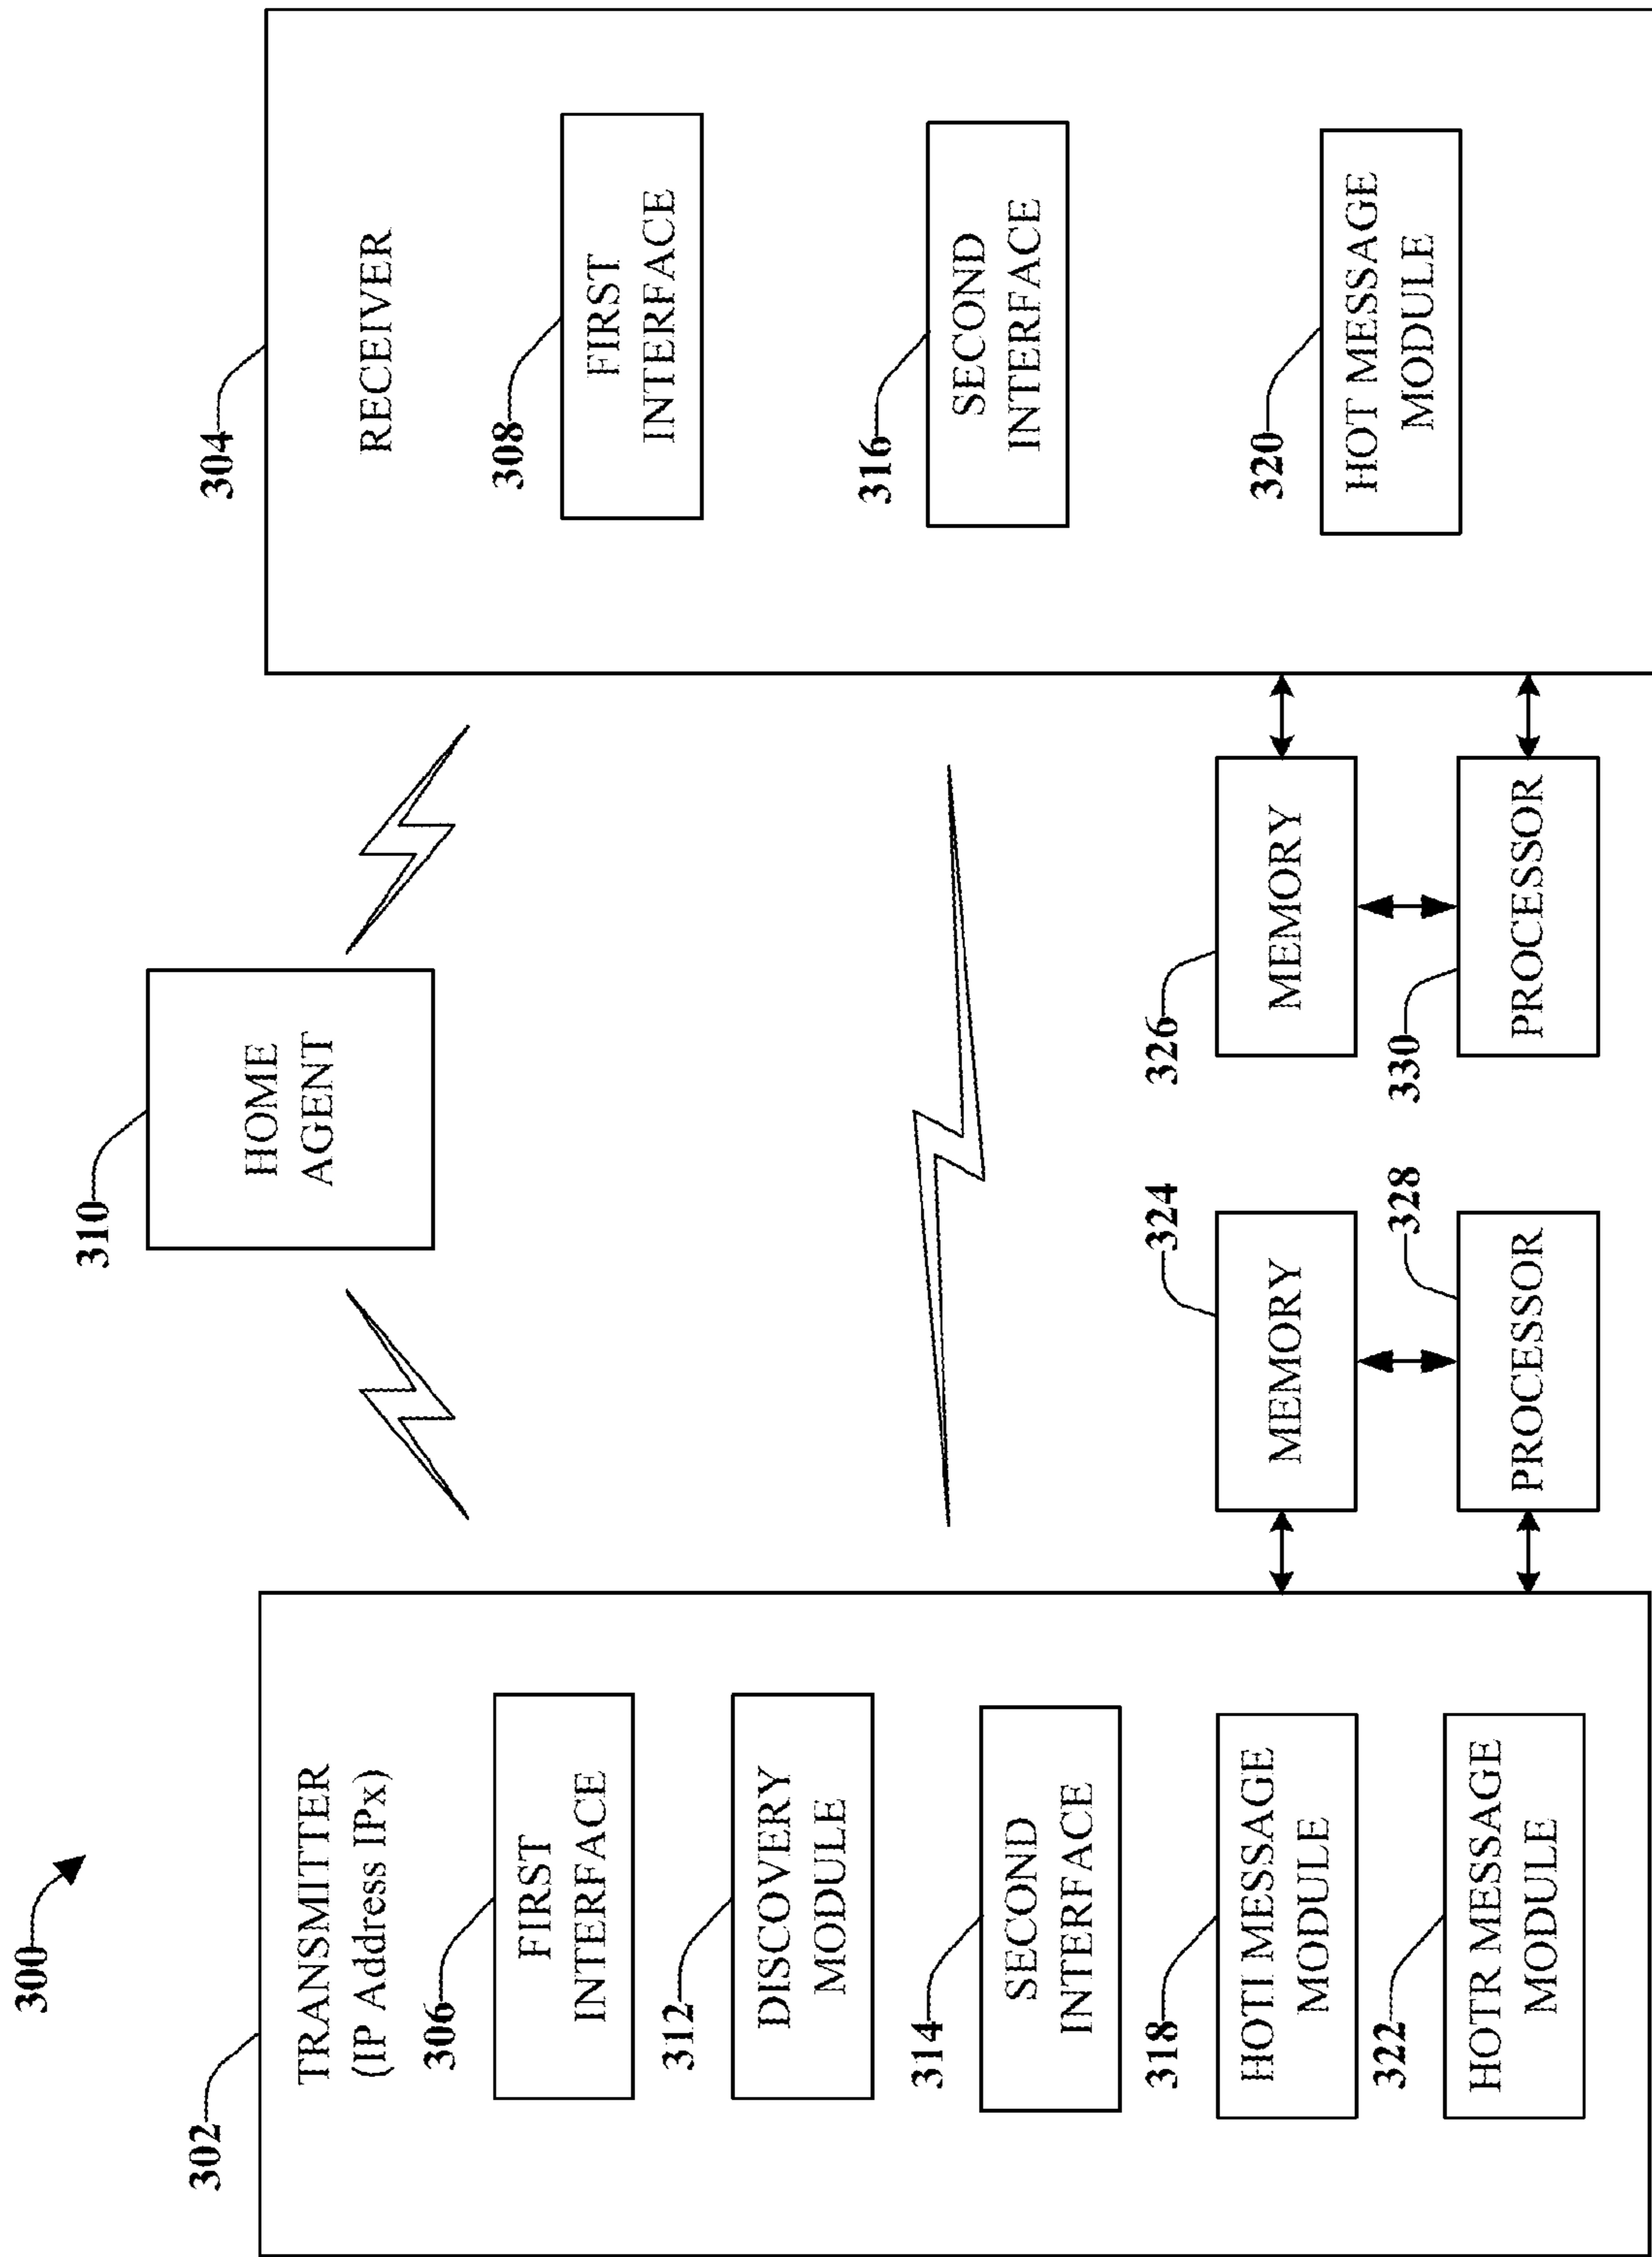 300
302
TRANSMITTER
(IP Address IPx)
306
FIRST
INTERFACE
312
DISCOVERY
MODULE
314
SECOND
INTERFACE
318
HOTI MESSAGE
MODULE
322
HOTR MESSAGE
MODULE
310
HOME
AGENT
324
MEMORY
328
PROCESSOR
326
MEMORY
330
PROCESSOR
304
RECEIVER
308
FIRST
INTERFACE
316
SECOND
INTERFACE
320
HOT MESSAGE
MODULE